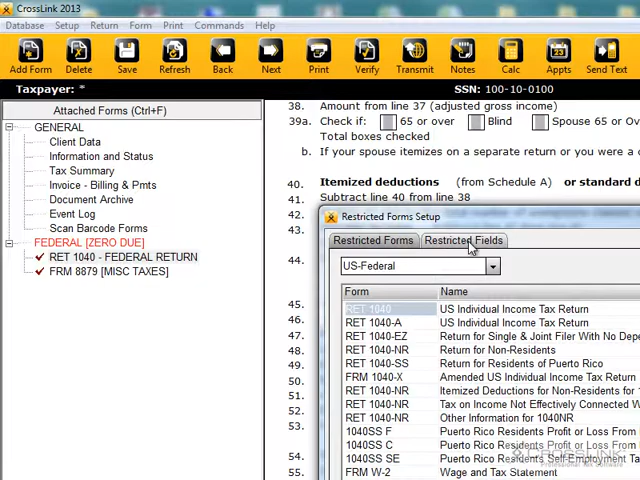 CrossLink 2013
Database Setup Return Form Print Commands Help
Add Form Delete Save Refresh Back Next Print Verify Transmit Notes Calc Appts Send Text
Taxpayer: * SSN: 100-10-0100
Attached Forms (Ctrl+F)
GENERAL
Client Data
Information and Status
Tax Summary
Invoice - Billing & Pmts
Document Archive
Event Log
Scan Barcode Forms
FEDERAL [ZERO DUE]
RET 1040 - FEDERAL RETURN
FRM 8879 [MISC TAXES]
38. Amount from line 37 (adjusted gross income)
39a. Check if: 65 or over Blind Spouse 65 or Ov
Total boxes checked
b. If your spouse itemizes on a separate return or you were a
40. Itemized deductions (from Schedule A) or standard d
41. Subtract line 40 from line 38
42.
44.
45.
46.
47.
48.
49.
50.
51.
52.
53.
54.
55.
Restricted Forms Setup
Restricted Forms Restricted Fields
US-Federal
Form Name
RET 1040 US Individual Income Tax Return
RET 1040-A US Individual Income Tax Return
RET 1040-EZ Return for Single & Joint Filer With No Depe
RET 1040-NR Return for Non-Residents
RET 1040-SS Return for Residents of Puerto Rico
FRM 1040-X Amended US Individual Income Tax Return
RET 1040-NR Itemized Deductions for Non-Residents for 1
RET 1040-NR Tax on Income Not Effectively Connected W
RET 1040-NR Other Information for 1040NR
1040SS F Puerto Rico Residents Profit or Loss From
1040SS C Puerto Rico Residents Profit or Loss From
1040SS SE Puerto Rico Residents Self-Employment Ta
FRM W-2 Wage and Tax Statement
CROSSLINK
Professional Tax Software